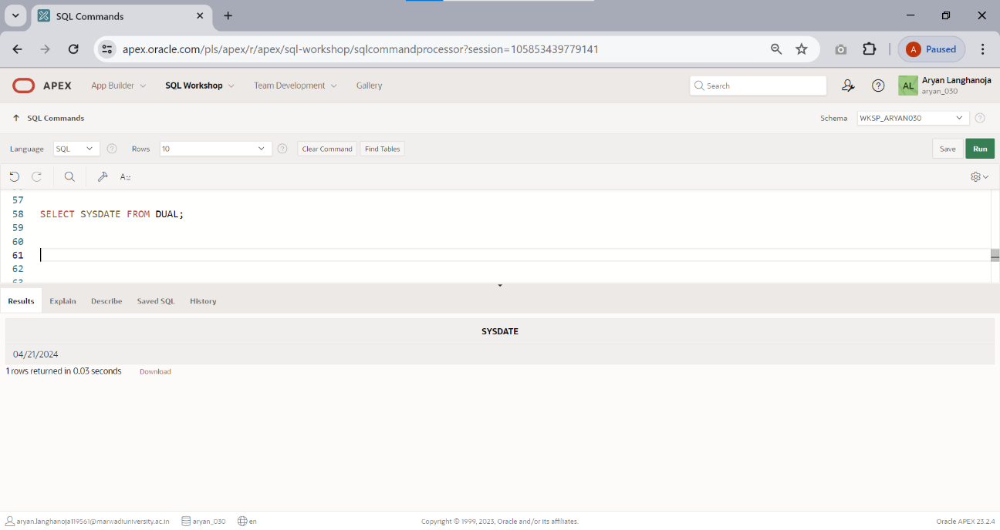 SQL Commands
apex.oracle.com/pls/apex/r/apex/sql-workshop/sqlcommandprocessor?session=105853439779141
A Paused
APEX App Builder SQL Workshop Team Development Gallery
Search
AL Aryan Langhanoja
aryan_030
SQL Commands
Schema WKSP_ARYAN030
Language SQL Rows 10 Clear Command Find Tables Save Run
57
58 SELECT SYSDATE FROM DUAL;
59
60
61
62
63
Results Explain Describe Saved SQL History
SYSDATE
04/21/2024
1 rows returned in 0.03 seconds Download
aryan.langhanoja119561@marwadiuniversity.ac.in aryan_030 en
Copyright © 1999, 2023, Oracle and/or its affiliates.
Oracle APEX 23.2.4